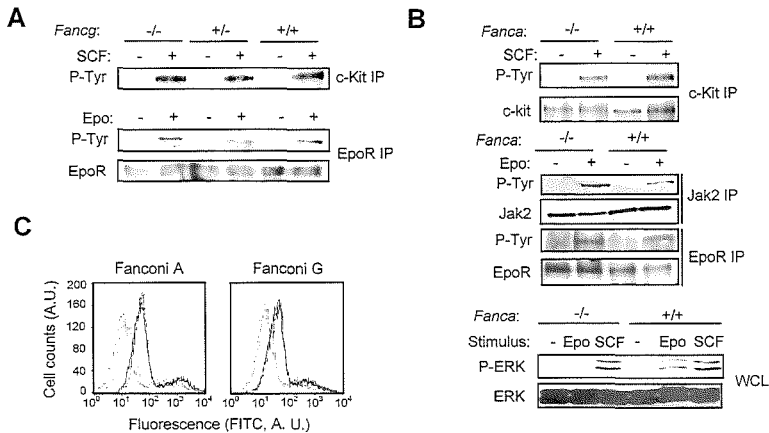 A
Fancg: -/- +/- +/+
SCF: - + - + - +
P-Tyr c-Kit IP
Epo: - + - + - +
P-Tyr
EpoR
EpoR IP
B
Fanca: -/- +/+
SCF: - + - +
P-Tyr
c-kit
c-Kit IP
Fanca: -/- +/+
Epo: - + - +
P-Tyr
Jak2
Jak2 IP
P-Tyr
EpoR
EpoR IP
Fanca: -/- +/+
Stimulus: - Epo SCF - Epo SCF
P-ERK
ERK
WCL
C
Fanconi A Fanconi G
Cell counts (A.U.)
200
160
120
80
40
0
10⁰ 10¹ 10² 10³ 10⁴ 10⁰ 10¹ 10² 10³ 10⁴
Fluorescence (FITC, A. U.)